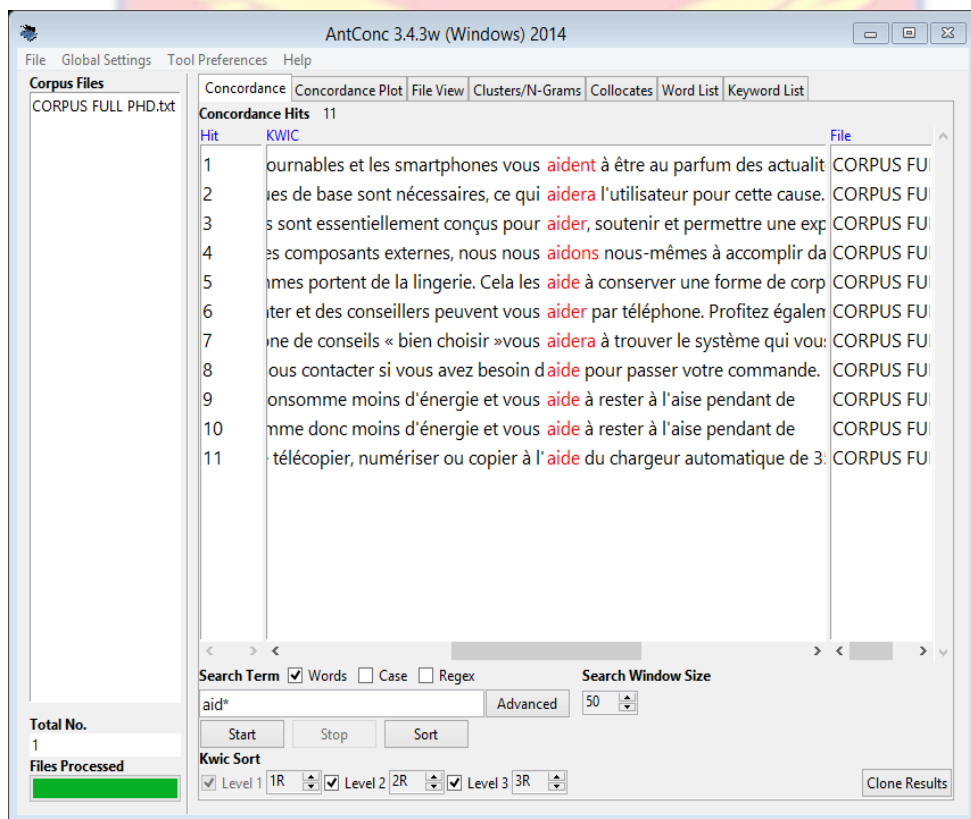 AntConc 3.4.3w (Windows) 2014
File Global Settings Tool Preferences Help
Corpus Files
CORPUS FULL PHD.txt
Concordance Concordance Plot File View Clusters/N-Grams Collocates Word List Keyword List
Concordance Hits 11
Hit KWIC File
1 ournables et les smartphones vous aident à être au parfum des actualit CORPUS FU
2 es de base sont nécessaires, ce qui aidera l'utilisateur pour cette cause. CORPUS FU
3 s sont essentiellement conçus pour aider, soutenir et permettre une exp CORPUS FU
4 es composants externes, nous nous aidons nous-mêmes à accomplir da CORPUS FU
5 mmes portent de la lingerie. Cela les aide à conserver une forme de corp CORPUS FU
6 ter et des conseillers peuvent vous aider par téléphone. Profitez égalem CORPUS FU
7 ne de conseils « bien choisir »vous aidera à trouver le système qui vou CORPUS FU
8 ous contacter si vous avez besoin d aide pour passer votre commande. CORPUS FU
9 onsomme moins d'énergie et vous aide à rester à l'aise pendant de CORPUS FU
10 mme donc moins d'énergie et vous aide à rester à l'aise pendant de CORPUS FU
11 télécopier, numériser ou copier à l' aide du chargeur automatique de 3 CORPUS FU
Search Term Words Case Regex Search Window Size
aid* Advanced 50
Start Stop Sort
Total No.
1
Files Processed
Kwic Sort
Level 1 1R Level 2 2R Level 3 3R Clone Results